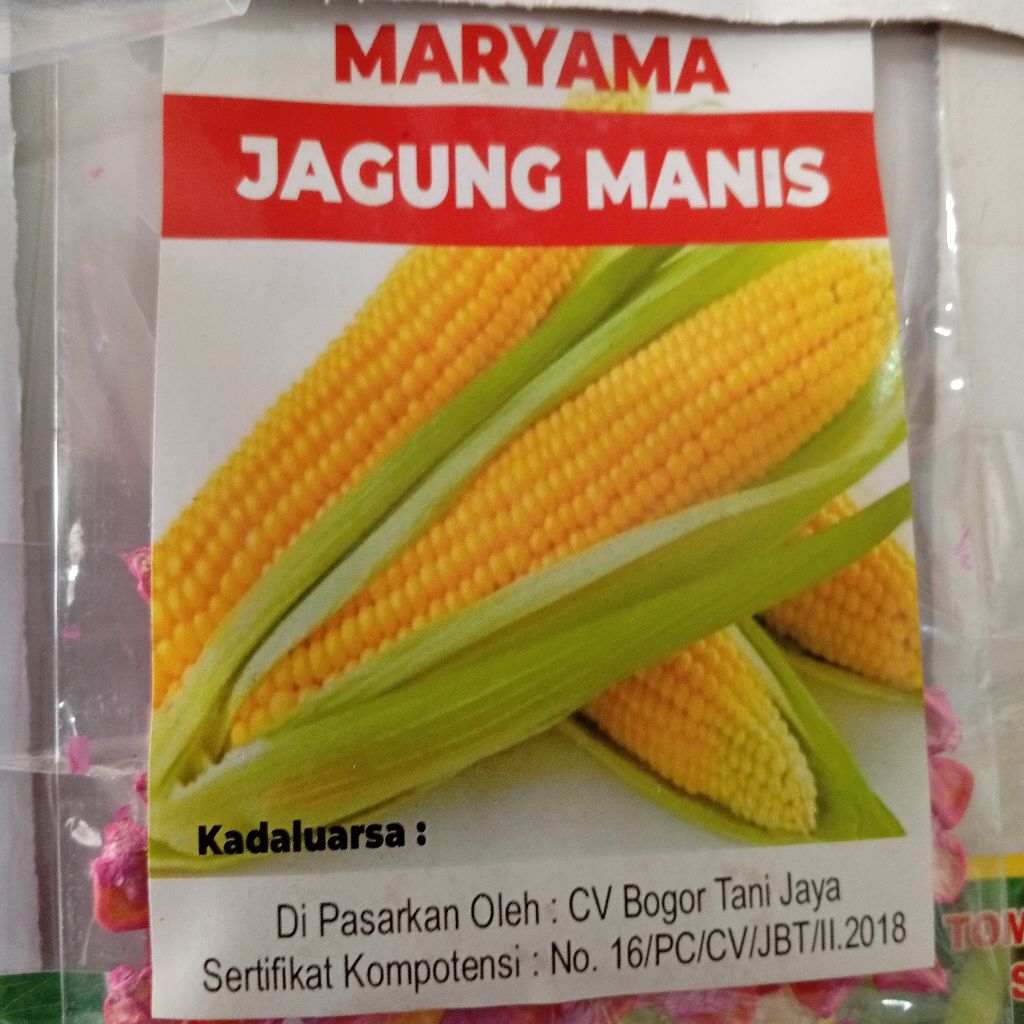 MARYAMA
JAGUNG MANIS
Kadaluarsa :
Di Pasarkan Oleh : CV Bogor Tani Jaya
Sertifikat Kompotensi : No. 16/PC/CV/JBT/II.2018